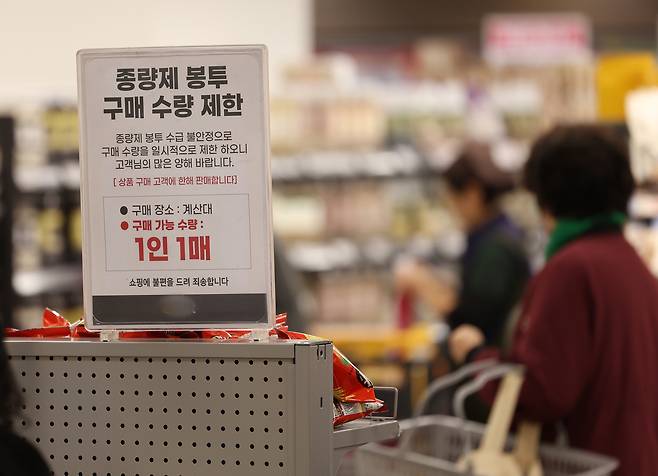 종량제 봉투
구매 수량 제한
종량제 봉투 수급 불안정으로
구매 수량을 일시적으로 제한 하오니
고객님의 많은 양해 바랍니다.
[ 상품 구매 고객에 한해 판매합니다]
● 구매 장소 : 계산대
● 구매 가능 수량 :
1인 1매
쇼핑에 불편을 드려 죄송합니다